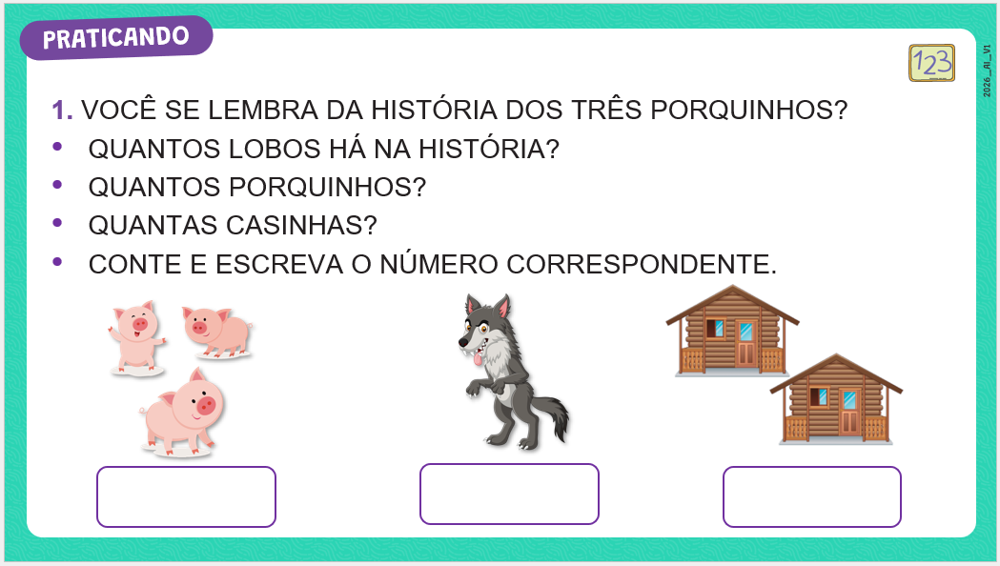 PRATICANDO
123
2026_AI_V1
1. VOCÊ SE LEMBRA DA HISTÓRIA DOS TRÊS PORQUINHOS?
• QUANTOS LOBOS HÁ NA HISTÓRIA?
• QUANTOS PORQUINHOS?
• QUANTAS CASINHAS?
• CONTE E ESCREVA O NÚMERO CORRESPONDENTE.